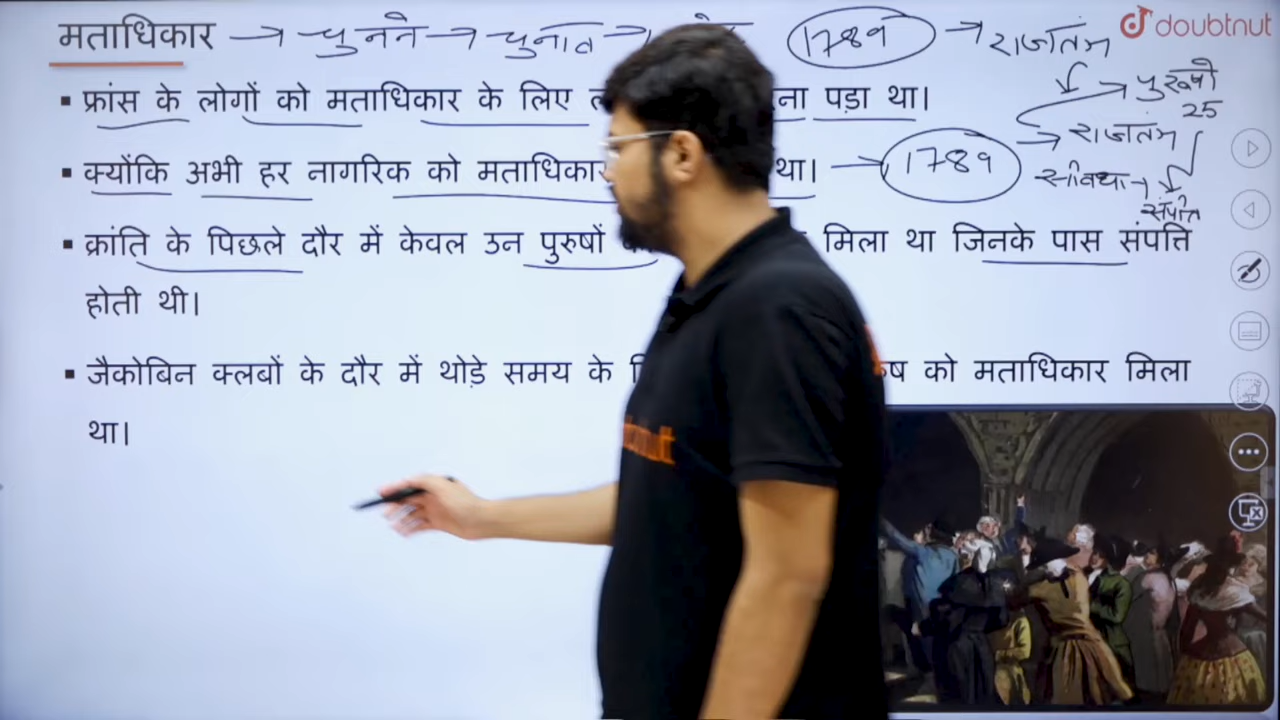 मताधिकार → चुनने → चुनाव → 1789 → राजतंत्र
doubtnut
पुरुषो
25
▪ फ्रांस के लोगों को मताधिकार के लिए पड़ा था।
→ राजतंत्र
▪ क्योंकि अभी हर नागरिक को मताधिकार था। → 1789
संपत्ति
▪ क्रांति के पिछले दौर में केवल उन पुरुषों मिला था जिनके पास संपत्ति
होती थी।
▪ जैकोबिन क्लबों के दौर में थोड़े समय के को मताधिकार मिला
था।